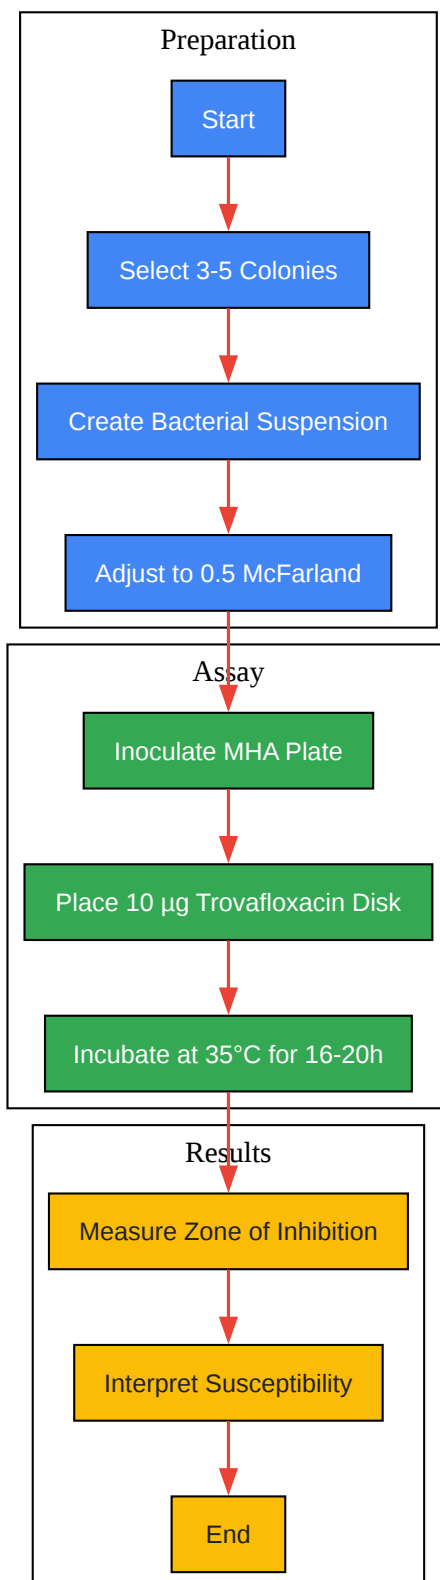 Preparation
Start
Select 3-5 Colonies
Create Bacterial Suspension
Adjust to 0.5 McFarland
Assay
Inoculate MHA Plate
Place 10 µg Trovafloxacin Disk
Incubate at 35°C for 16-20h
Results
Measure Zone of Inhibition
Interpret Susceptibility
End